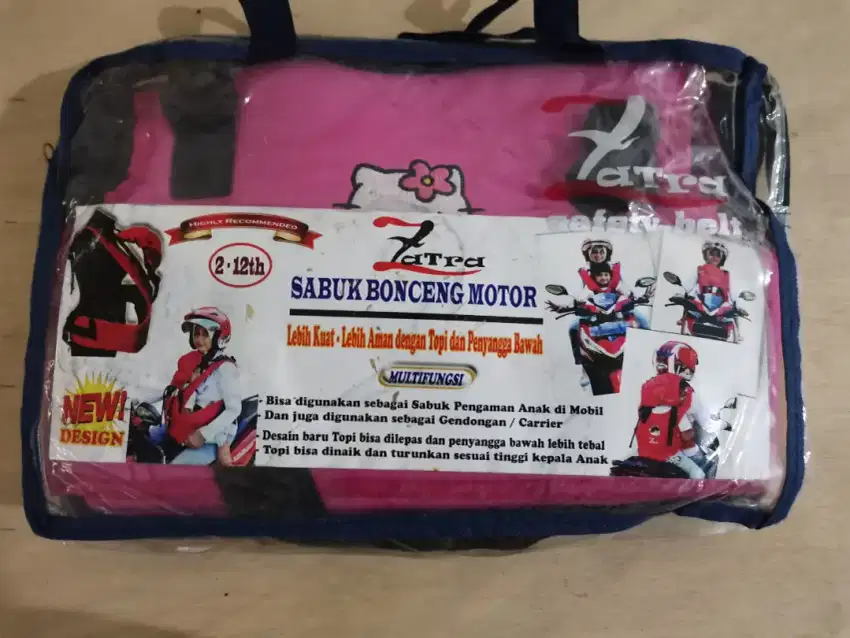 Zatra
safety belt
HIGHLY RECOMMENDED
2 - 12th
Zatra
SABUK BONCENG MOTOR
Lebih Kuat - Lebih Aman dengan Topi dan Penyangga Bawah
MULTIFUNGSI
NEW!
DESIGN
- Bisa digunakan sebagai Sabuk Pengaman Anak di Mobil
- Dan juga digunakan sebagai Gendongan / Carrier
- Desain baru Topi bisa dilepas dan penyangga bawah lebih tebal
- Topi bisa dinaik dan turunkan sesuai tinggi kepala Anak